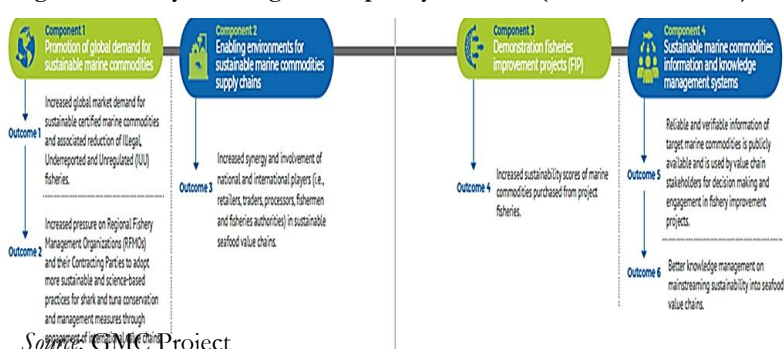 Component 1
Promotion of global demand for
sustainable marine commodities
Outcome 1
Increased global market demand for
sustainable certified marine commodities
and associated reduction of Illegal,
Underreported and Unregulated (IUU)
fisheries.
Outcome 2
Increased pressure on Regional Fishery
Management Organizations (RFMOs)
and their Contracting Parties to adopt
more sustainable and science-based
practices for shark and tuna conservation
and management measures through
engagement of international value chains.
Component 2
Enabling environments for
sustainable marine commodities
supply chains
Outcome 3
Increased synergy and involvement of
national and international players (i.e.,
retailers, traders, processors, fishermen
and fisheries authorities) in sustainable
seafood value chains.
Component 3
Demonstration fisheries
improvement projects (FIP)
Outcome 4
Increased sustainability scores of marine
commodities purchased from project
fisheries.
Component 4
Sustainable marine commodities
information and knowledge
management systems
Outcome 5
Reliable and verifiable information of
target marine commodities is publicly
available and is used by value chain
stakeholders for decision making and
engagement in fishery improvement
projects.
Outcome 6
Better knowledge management on
mainstreaming sustainability into seafood
value chains.
Source: GMC Project